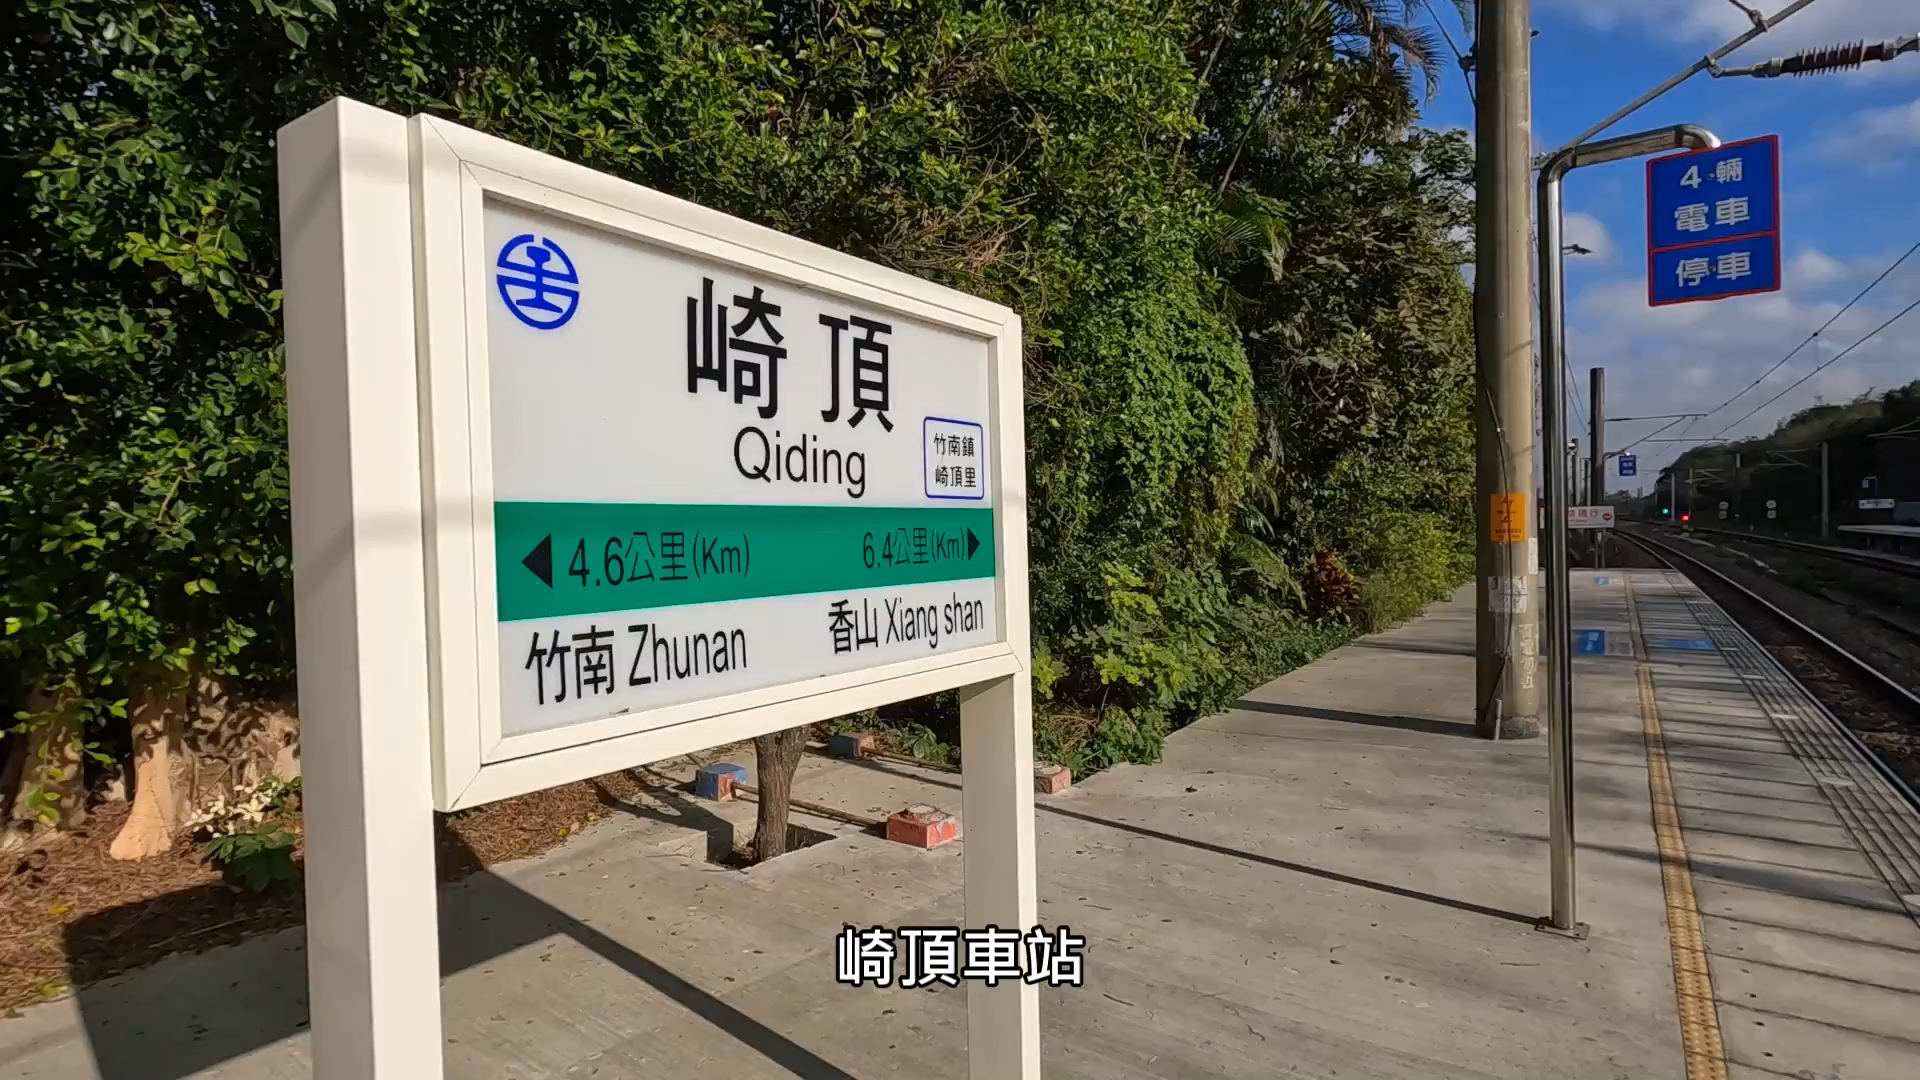 崎頂
Qiding
竹南鎮
崎頂里
4.6公里(Km)
6.4公里(Km)
竹南 Zhunan
香山 Xiang shan
4輛
電車
停車
崎頂車站